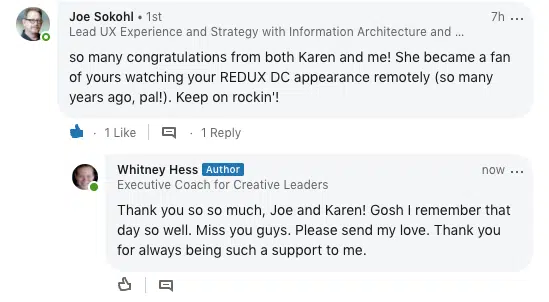 Joe Sokohl • 1st 7h ...
Lead UX Experience and Strategy with Information Architecture and ...
so many congratulations from both Karen and me! She became a fan
of yours watching your REDUX DC appearance remotely (so many
years ago, pal!). Keep on rockin'!
· 1 Like | · 1 Reply
Whitney Hess Author now ...
Executive Coach for Creative Leaders
Thank you so so much, Joe and Karen! Gosh I remember that
day so well. Miss you guys. Please send my love. Thank you
for always being such a support to me.